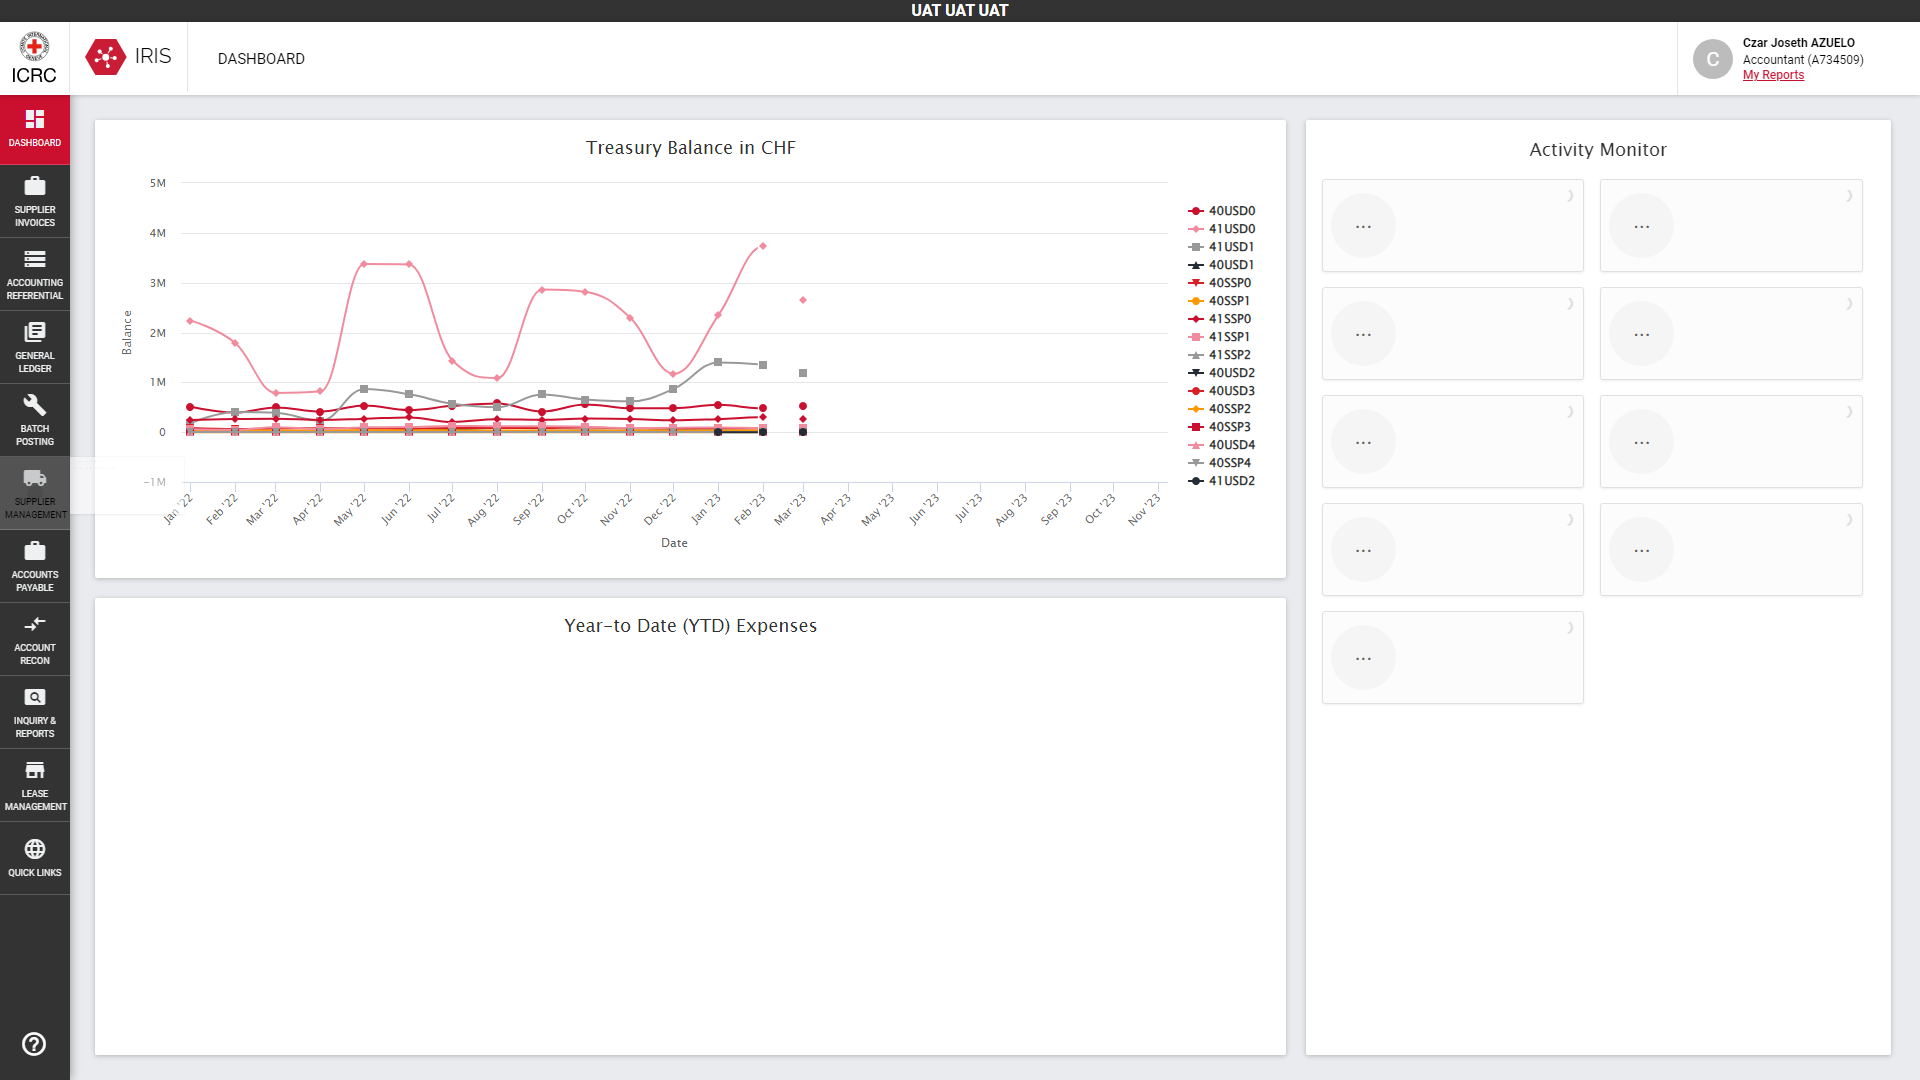 UAT UAT UAT
ICRC
IRIS
DASHBOARD
C
Czar Joseth AZUELO
Accountant (A734509)
My Reports
DASHBOARD
SUPPLIER
INVOICES
ACCOUNTING
REFERENTIAL
GENERAL
LEDGER
BATCH
POSTING
SUPPLIER
MANAGEMENT
ACCOUNTS
PAYABLE
ACCOUNT
RECON
INQUIRY &
REPORTS
LEASE
MANAGEMENT
QUICK LINKS
Treasury Balance in CHF
Balance
5M
4M
3M
2M
1M
0
-1M
Jan '22
Feb '22
Mar '22
Apr '22
May '22
Jun '22
Jul '22
Aug '22
Sep '22
Oct '22
Nov '22
Dec '22
Jan '23
Feb '23
Mar '23
Apr '23
May '23
Jun '23
Jul '23
Aug '23
Sep '23
Oct '23
Nov '23
Date
40USD0
41USD0
41USD1
40USD1
40SSP0
40SSP1
41SSP0
41SSP1
41SSP2
40USD2
40USD3
40SSP2
40SSP3
40USD4
40SSP4
41USD2
Year-to Date (YTD) Expenses
Activity Monitor
...
...
...
...
...
...
...
...
...